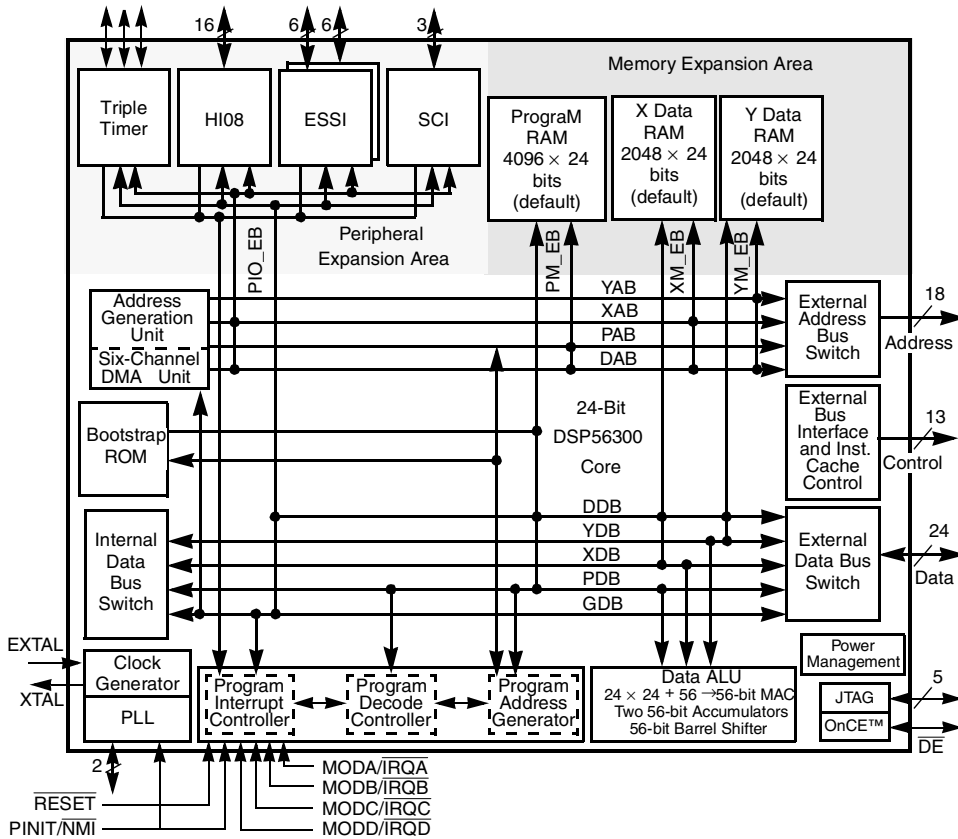 16
6
6
3
Memory Expansion Area
Triple
Timer
HI08
ESSI
SCI
PrograM
RAM
4096 × 24
bits
(default)
X Data
RAM
2048 × 24
bits
(default)
Y Data
RAM
2048 × 24
bits
(default)
Peripheral
Expansion Area
PIO_EB
PM_EB
XM_EB
YM_EB
Address
Generation
Unit
Six-Channel
DMA Unit
YAB
XAB
PAB
DAB
External
Address
Bus
Switch
18
Address
Bootstrap
ROM
24-Bit
DSP56300
Core
External
Bus
Interface
and Inst.
Cache
Control
13
Control
Internal
Data
Bus
Switch
DDB
YDB
XDB
PDB
GDB
External
Data Bus
Switch
24
Data
EXTAL
XTAL
Clock
Generator
PLL
2
Program
Interrupt
Controller
Program
Decode
Controller
Program
Address
Generator
Data ALU
24 × 24 + 56 →56-bit MAC
Two 56-bit Accumulators
56-bit Barrel Shifter
Power
Management
JTAG
OnCE™
5
DE
RESET
PINIT/NMI
MODA/IRQA
MODB/IRQB
MODC/IRQC
MODD/IRQD